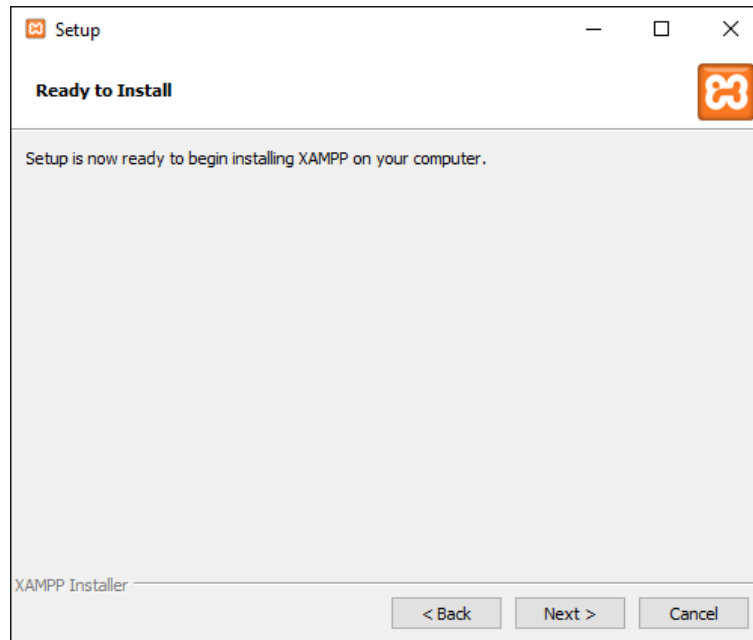 Setup
Ready to Install
Setup is now ready to begin installing XAMPP on your computer.
XAMPP Installer
< Back Next > Cancel